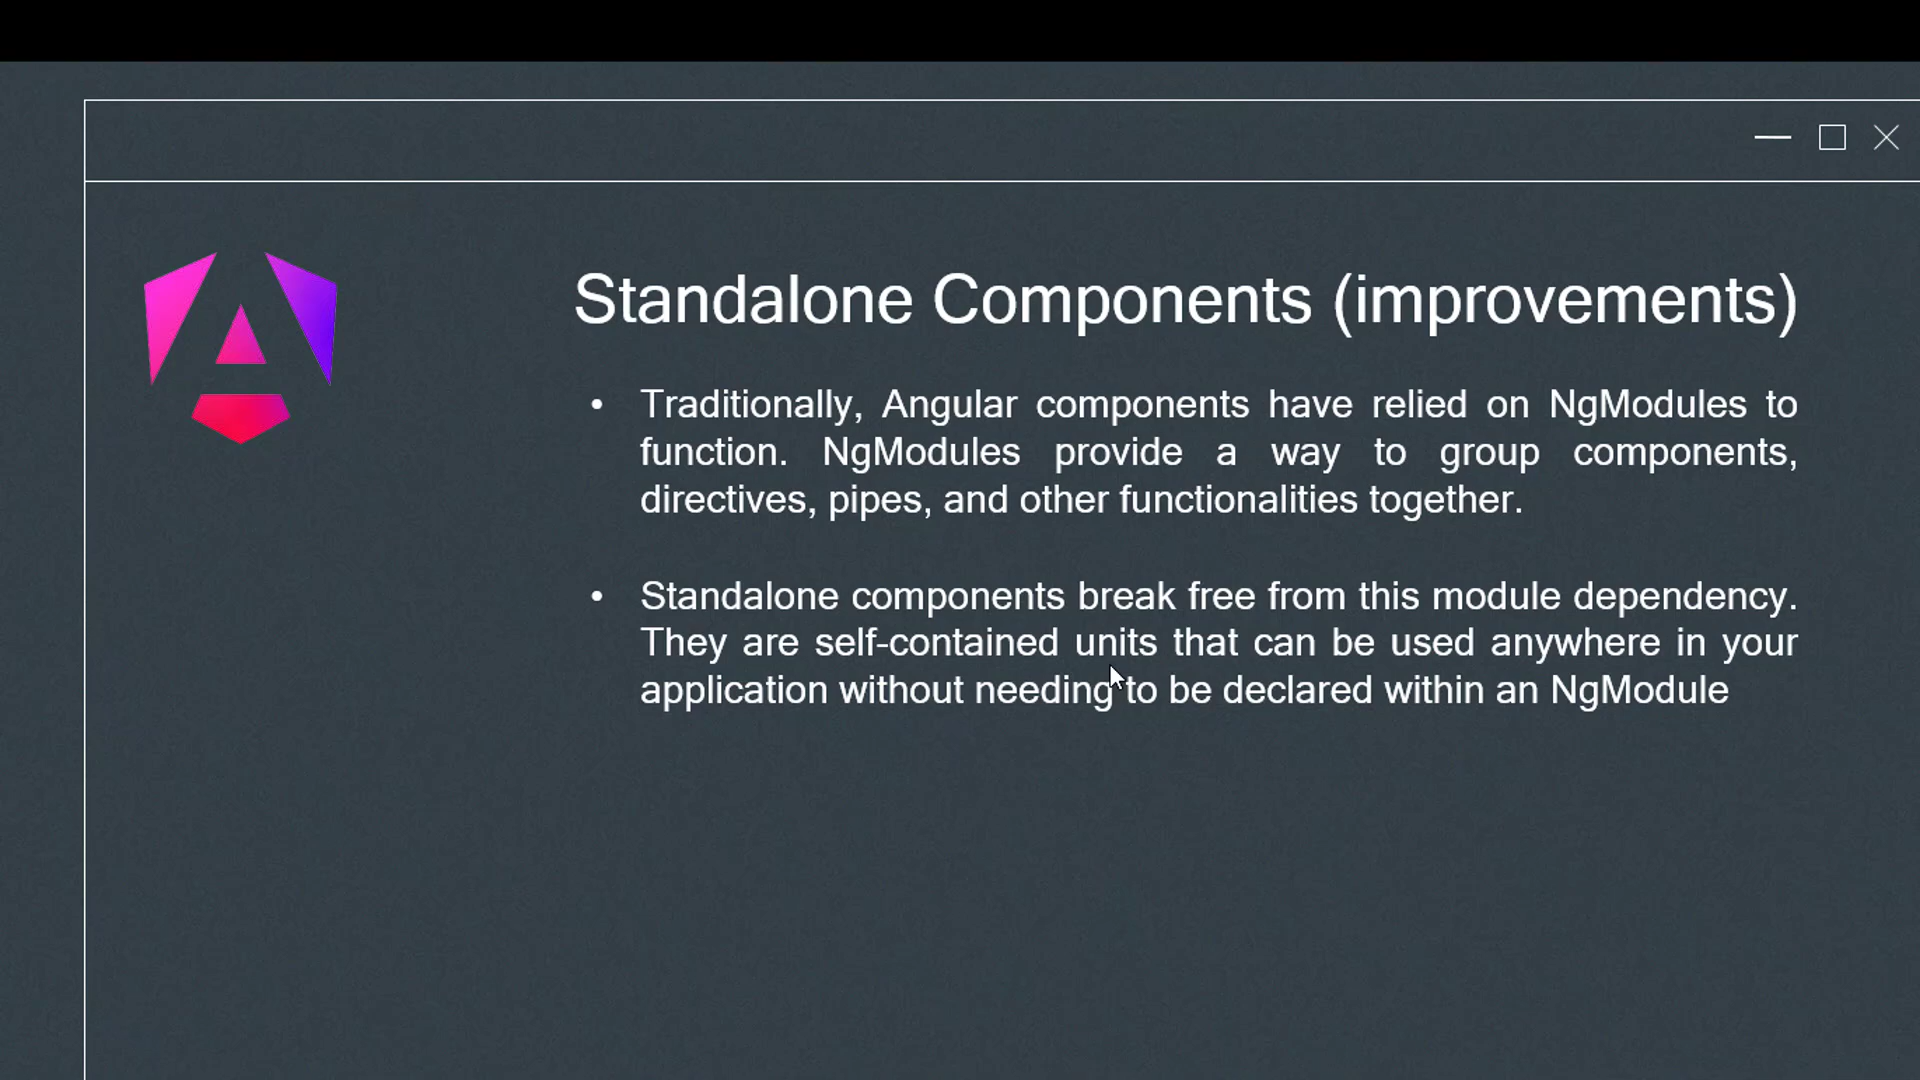 Standalone Components (improvements)
• Traditionally, Angular components have relied on NgModules to
function. NgModules provide a way to group components,
directives, pipes, and other functionalities together.
• Standalone components break free from this module dependency.
They are self-contained units that can be used anywhere in your
application without needing to be declared within an NgModule